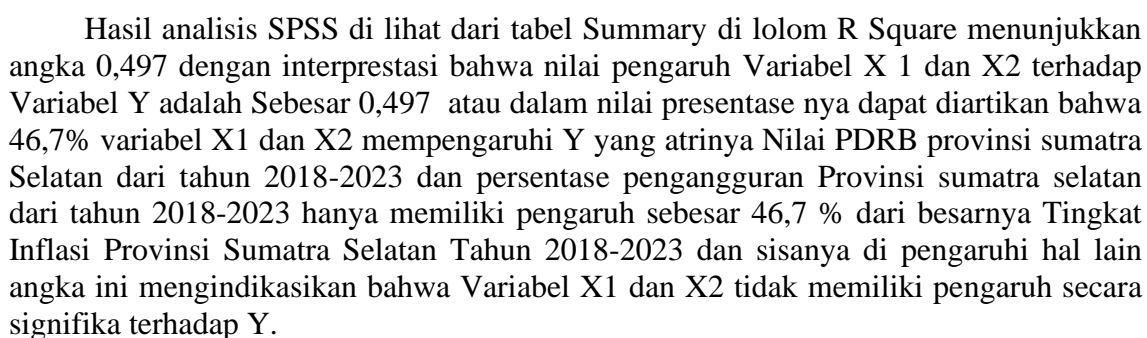 Hasil analisis SPSS di lihat dari tabel Summary di lolom R Square menunjukkan
angka 0,497 dengan interprestasi bahwa nilai pengaruh Variabel X 1 dan X2 terhadap
Variabel Y adalah Sebesar 0,497 atau dalam nilai presentase nya dapat diartikan bahwa
46,7% variabel X1 dan X2 mempengaruhi Y yang atrinya Nilai PDRB provinsi sumatra
Selatan dari tahun 2018-2023 dan persentase pengangguran Provinsi sumatra selatan
dari tahun 2018-2023 hanya memiliki pengaruh sebesar 46,7 % dari besarnya Tingkat
Inflasi Provinsi Sumatra Selatan Tahun 2018-2023 dan sisanya di pengaruhi hal lain
angka ini mengindikasikan bahwa Variabel X1 dan X2 tidak memiliki pengaruh secara
signifika terhadap Y.